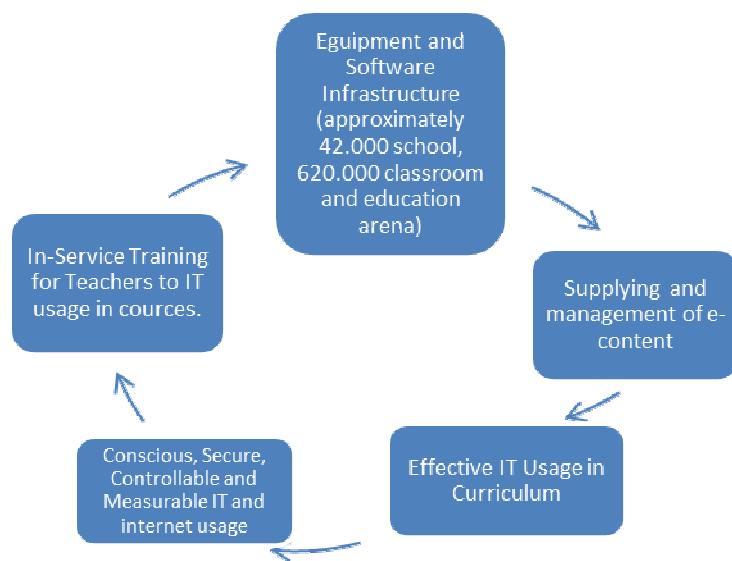 Eguipment and
Software
Infrastructure
(approximately
42.000 school,
620.000 classroom
and education
arena)
Supplying and
management of e-
content
Effective IT Usage in
Curriculum
Conscious, Secure,
Controllable and
Measurable IT and
internet usage
In-Service Training
for Teachers to IT
usage in cources.